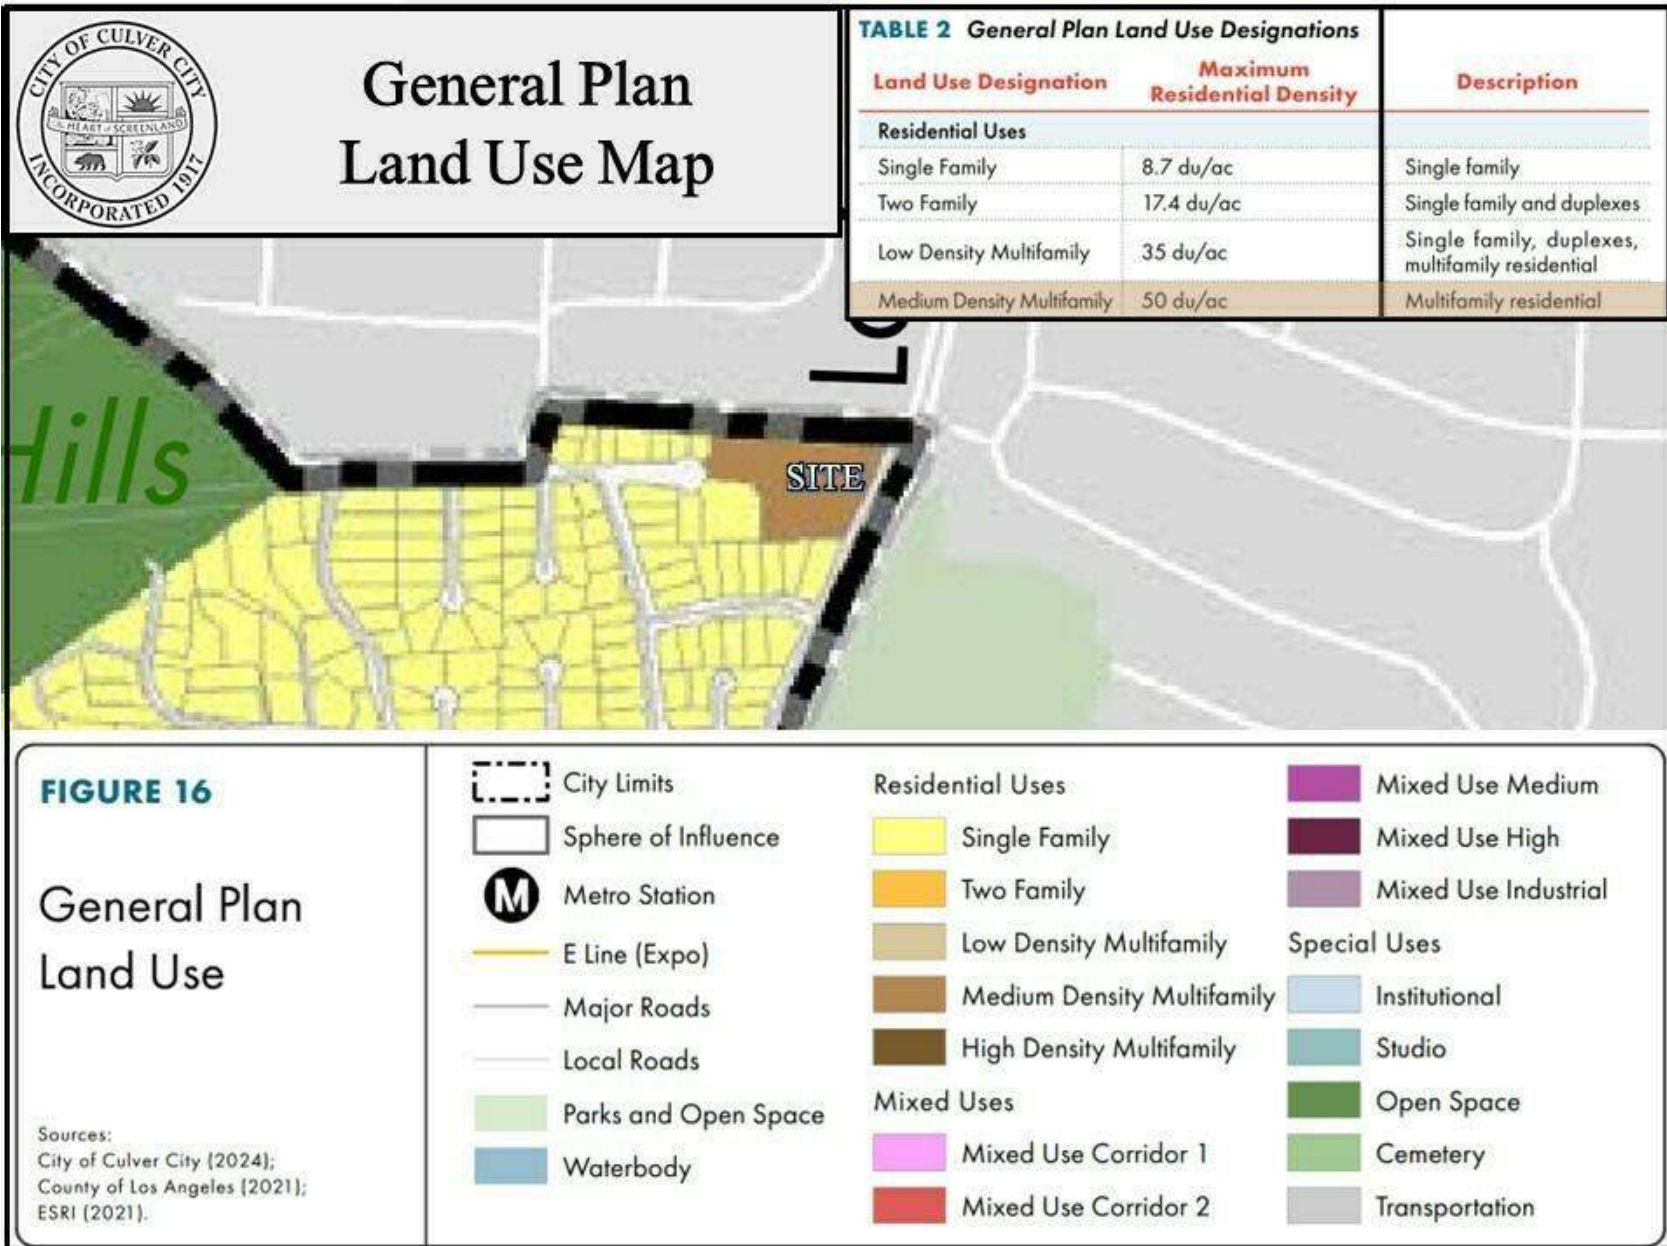 CITY OF CULVER CITY
The HEART of SCREENLAND
INCORPORATED 1917
General Plan
Land Use Map
TABLE 2 General Plan Land Use Designations
Land Use Designation
Maximum
Residential Density
Description
Residential Uses
Single Family 8.7 du/ac Single family
Two Family 17.4 du/ac Single family and duplexes
Low Density Multifamily 35 du/ac Single family, duplexes,
multifamily residential
Medium Density Multifamily 50 du/ac Multifamily residential
Hills
Lo
SITE
FIGURE 16
General Plan
Land Use
Sources:
City of Culver City (2024);
County of Los Angeles (2021);
ESRI (2021).
City Limits
Sphere of Influence
M Metro Station
E Line (Expo)
Major Roads
Local Roads
Parks and Open Space
Waterbody
Residential Uses
Single Family
Two Family
Low Density Multifamily
Medium Density Multifamily
High Density Multifamily
Mixed Uses
Mixed Use Corridor 1
Mixed Use Corridor 2
Mixed Use Medium
Mixed Use High
Mixed Use Industrial
Special Uses
Institutional
Studio
Open Space
Cemetery
Transportation